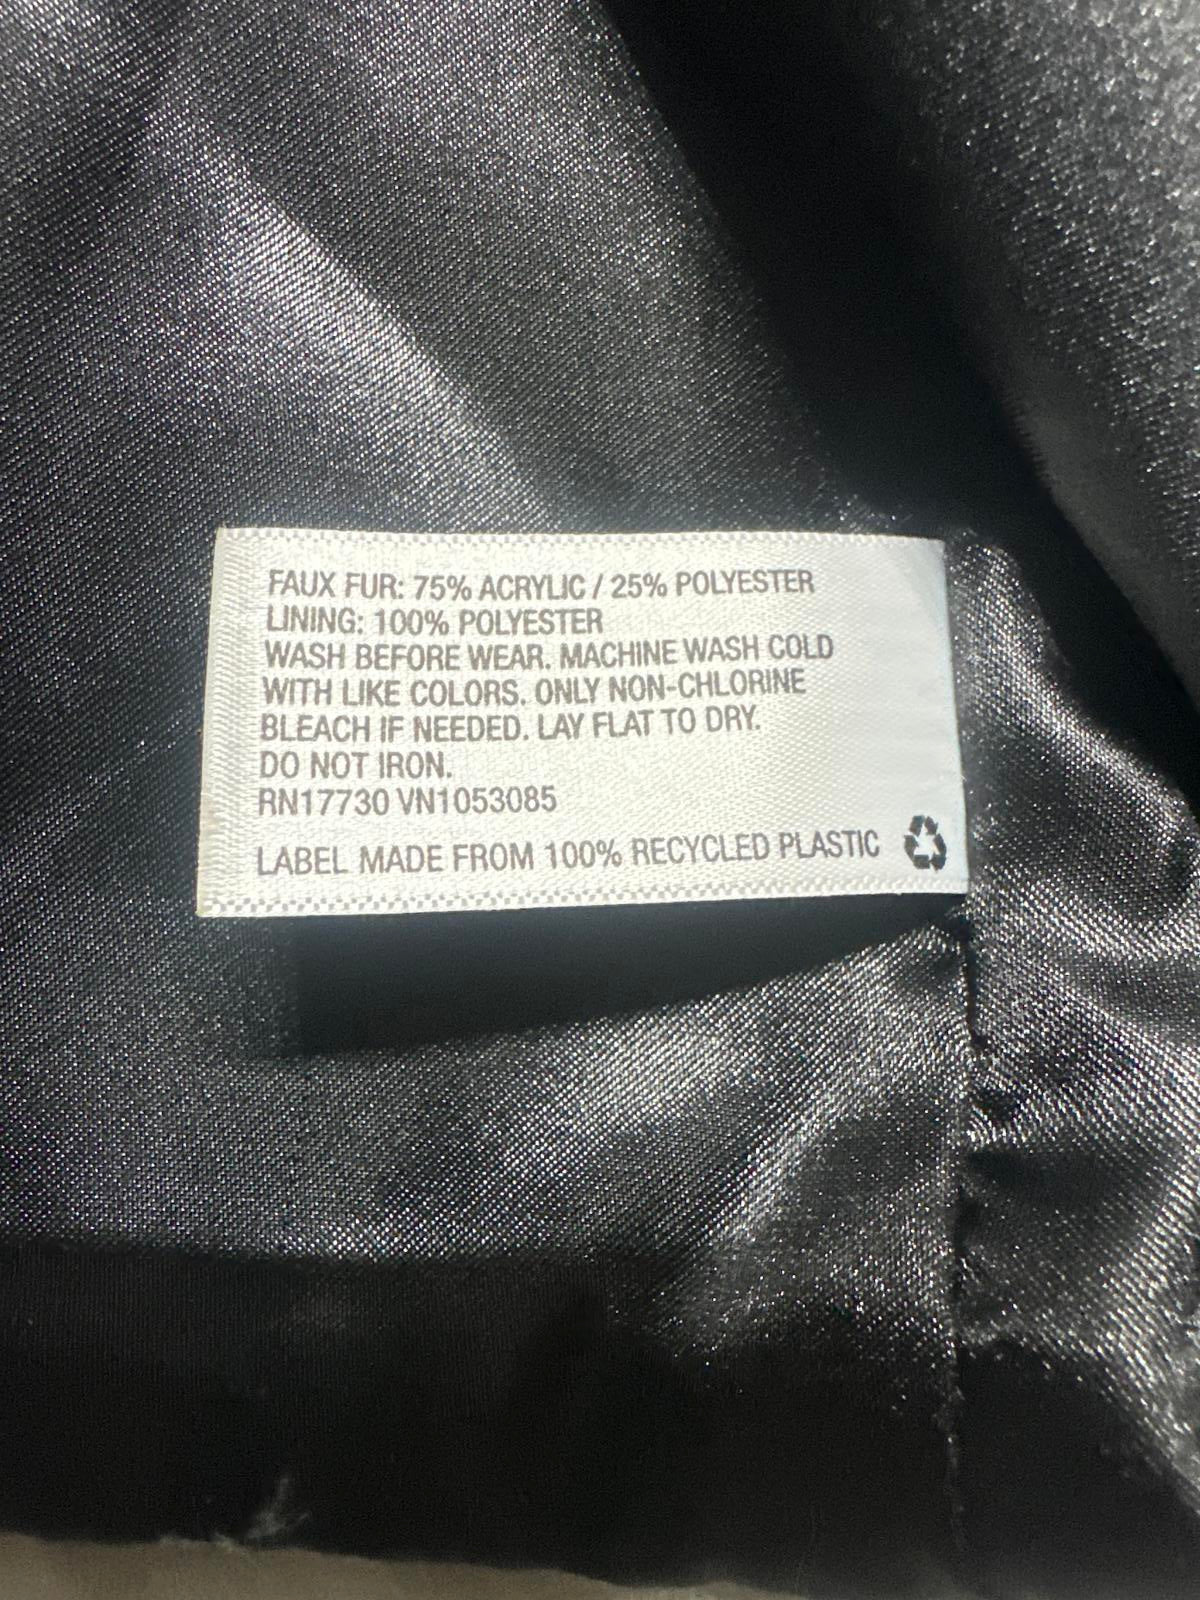 FAUX FUR: 75% ACRYLIC / 25% POLYESTER
LINING: 100% POLYESTER
WASH BEFORE WEAR. MACHINE WASH COLD
WITH LIKE COLORS. ONLY NON-CHLORINE
BLEACH IF NEEDED. LAY FLAT TO DRY.
DO NOT IRON.
RN17730 VN1053085
LABEL MADE FROM 100% RECYCLED PLASTIC